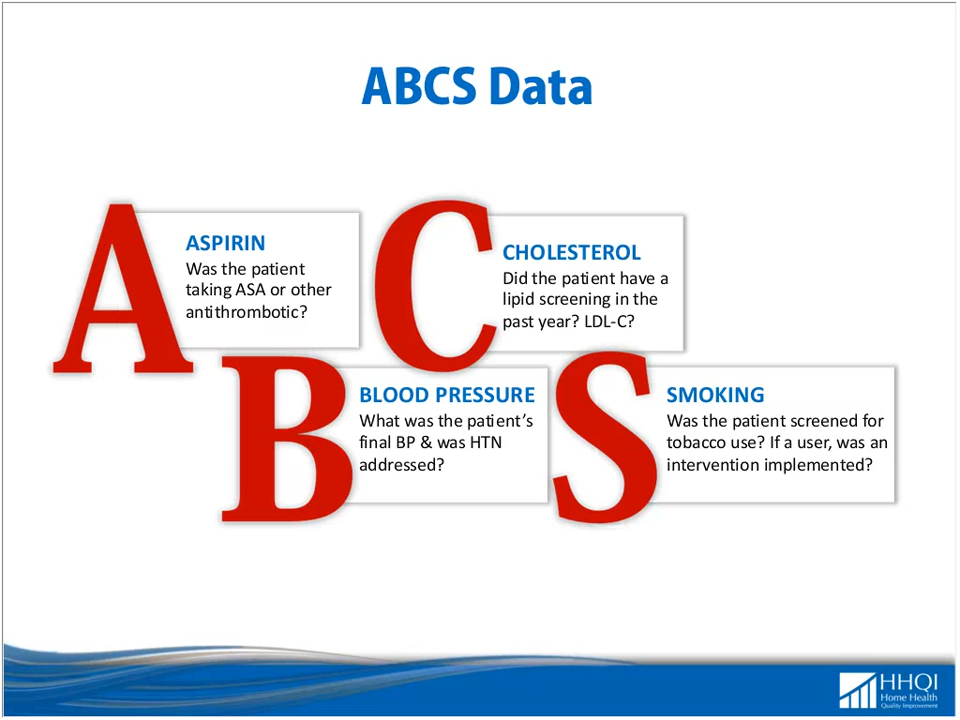 ABCS Data
A
ASPIRIN
Was the patient
taking ASA or other
antithrombotic?
B
BLOOD PRESSURE
What was the patient’s
final BP & was HTN
addressed?
C
CHOLESTEROL
Did the patient have a
lipid screening in the
past year? LDL-C?
S
SMOKING
Was the patient screened for
tobacco use? If a user, was an
intervention implemented?
HHQI
Home Health
Quality Improvement